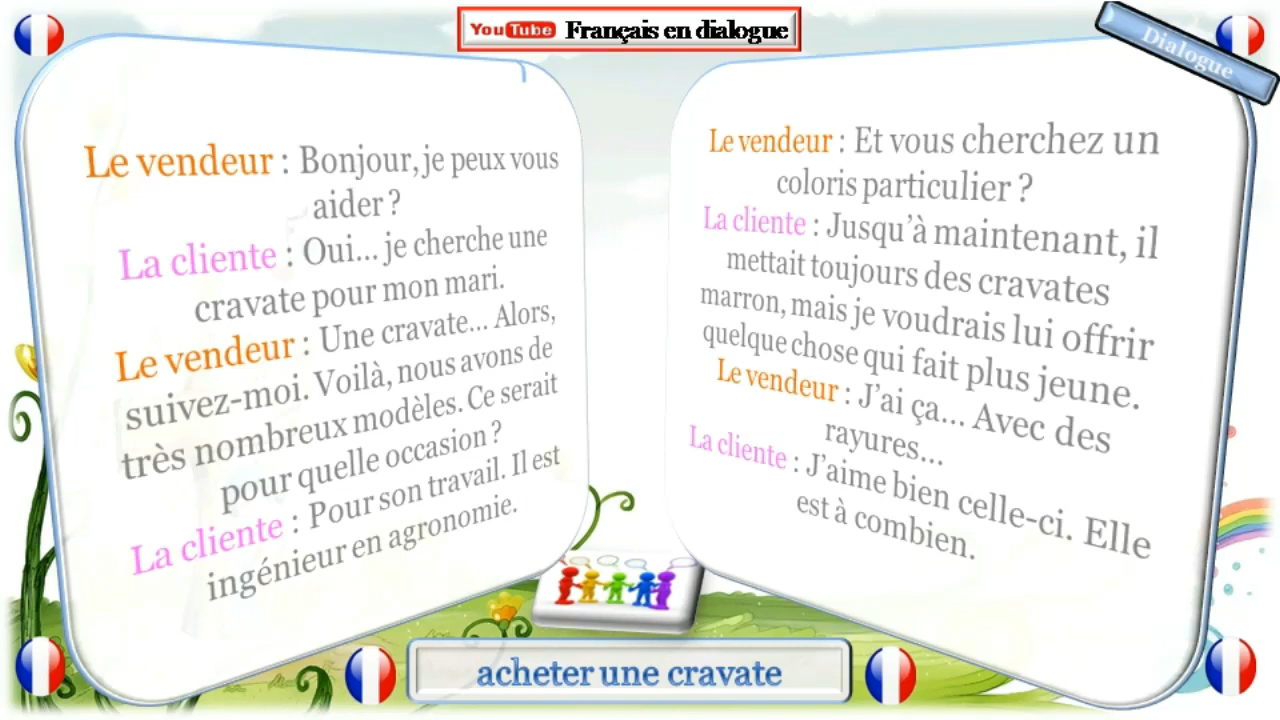 YouTube Français en dialogue
Dialogue
Le vendeur : Bonjour, je peux vous
aider ?
La cliente : Oui... je cherche une
cravate pour mon mari.
Le vendeur : Une cravate... Alors,
suivez-moi. Voilà, nous avons de
très nombreux modèles. Ce serait
pour quelle occasion ?
La cliente : Pour son travail. Il est
ingénieur en agronomie.
Le vendeur : Et vous cherchez un
coloris particulier ?
La cliente : Jusqu’à maintenant, il
mettait toujours des cravates
marron, mais je voudrais lui offrir
quelque chose qui fait plus jeune.
Le vendeur : J’ai ça... Avec des
rayures...
La cliente : J’aime bien celle-ci. Elle
est à combien.
acheter une cravate